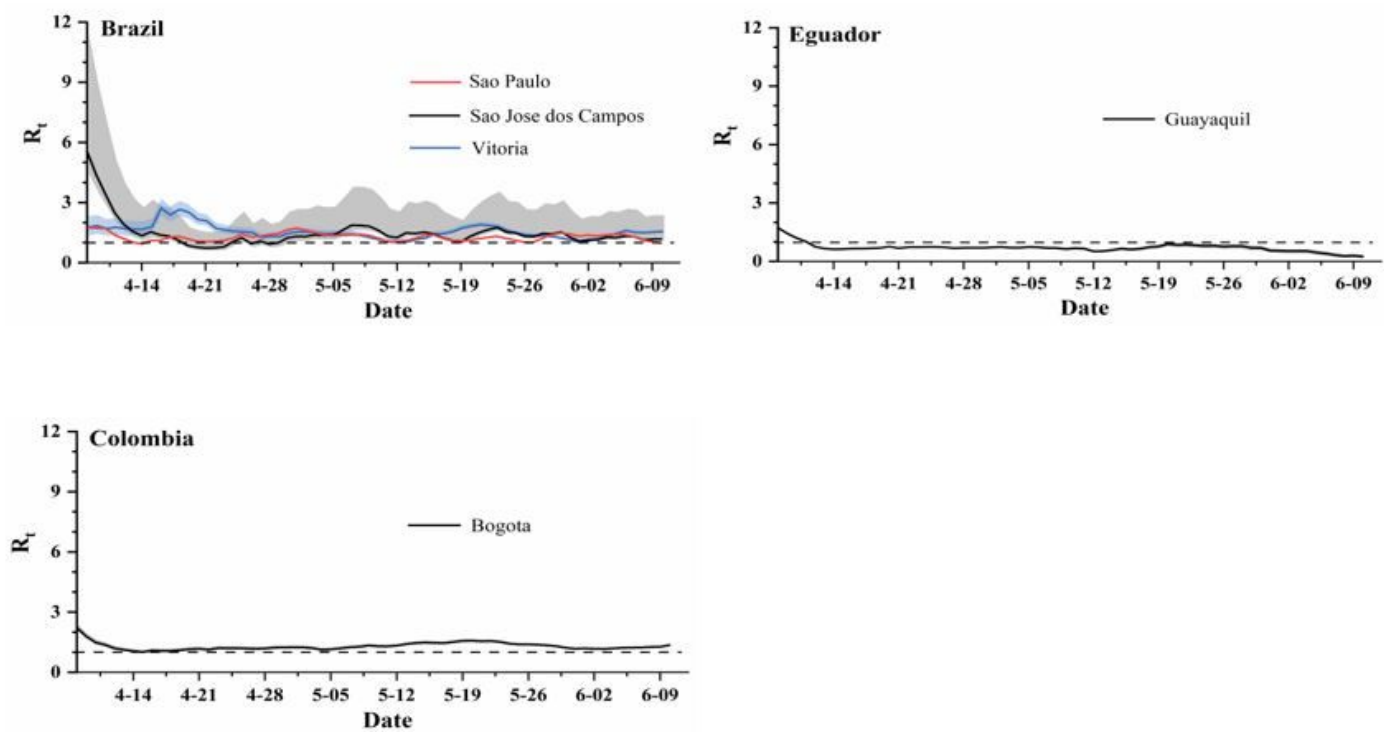 Brazil
12
9
6
3
0
R_t
Sao Paulo
Sao Jose dos Campos
Vitoria
4-14 4-21 4-28 5-05 5-12 5-19 5-26 6-02 6-09
Date
Eguador
12
9
6
3
0
R_t
Guayaquil
4-14 4-21 4-28 5-05 5-12 5-19 5-26 6-02 6-09
Date
Colombia
12
9
6
3
0
R_t
Bogota
4-14 4-21 4-28 5-05 5-12 5-19 5-26 6-02 6-09
Date